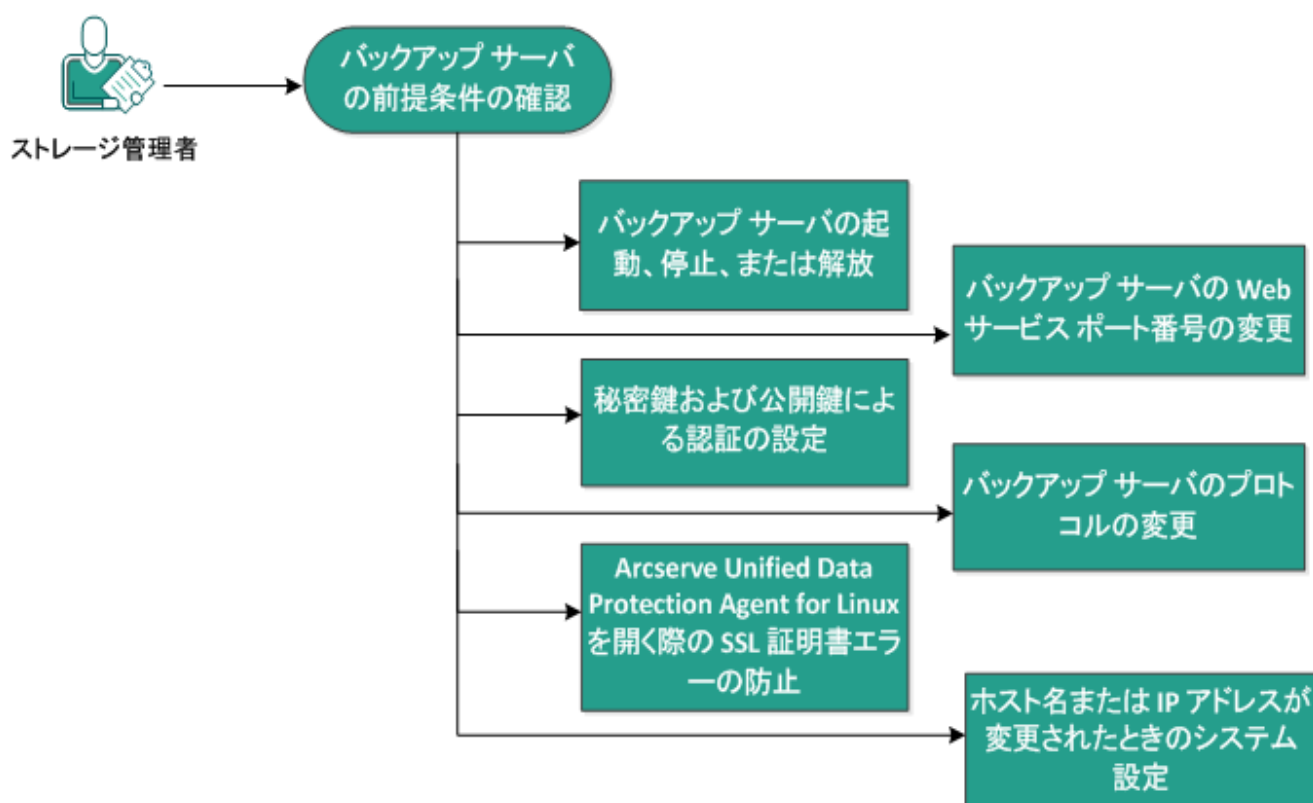 バックアップ サーバ
の前提条件の確認
ストレージ管理者
バックアップ サーバの起
動、停止、または解放
バックアップ サーバの Web
サービス ポート番号の変更
秘密鍵および公開鍵によ
る認証の設定
バックアップ サーバのプロト
コルの変更
Arcserve Unified Data
Protection Agent for Linux
を開く際の SSL 証明書エラ
ーの防止
ホスト名または IP アドレスが
変更されたときのシステム
設定